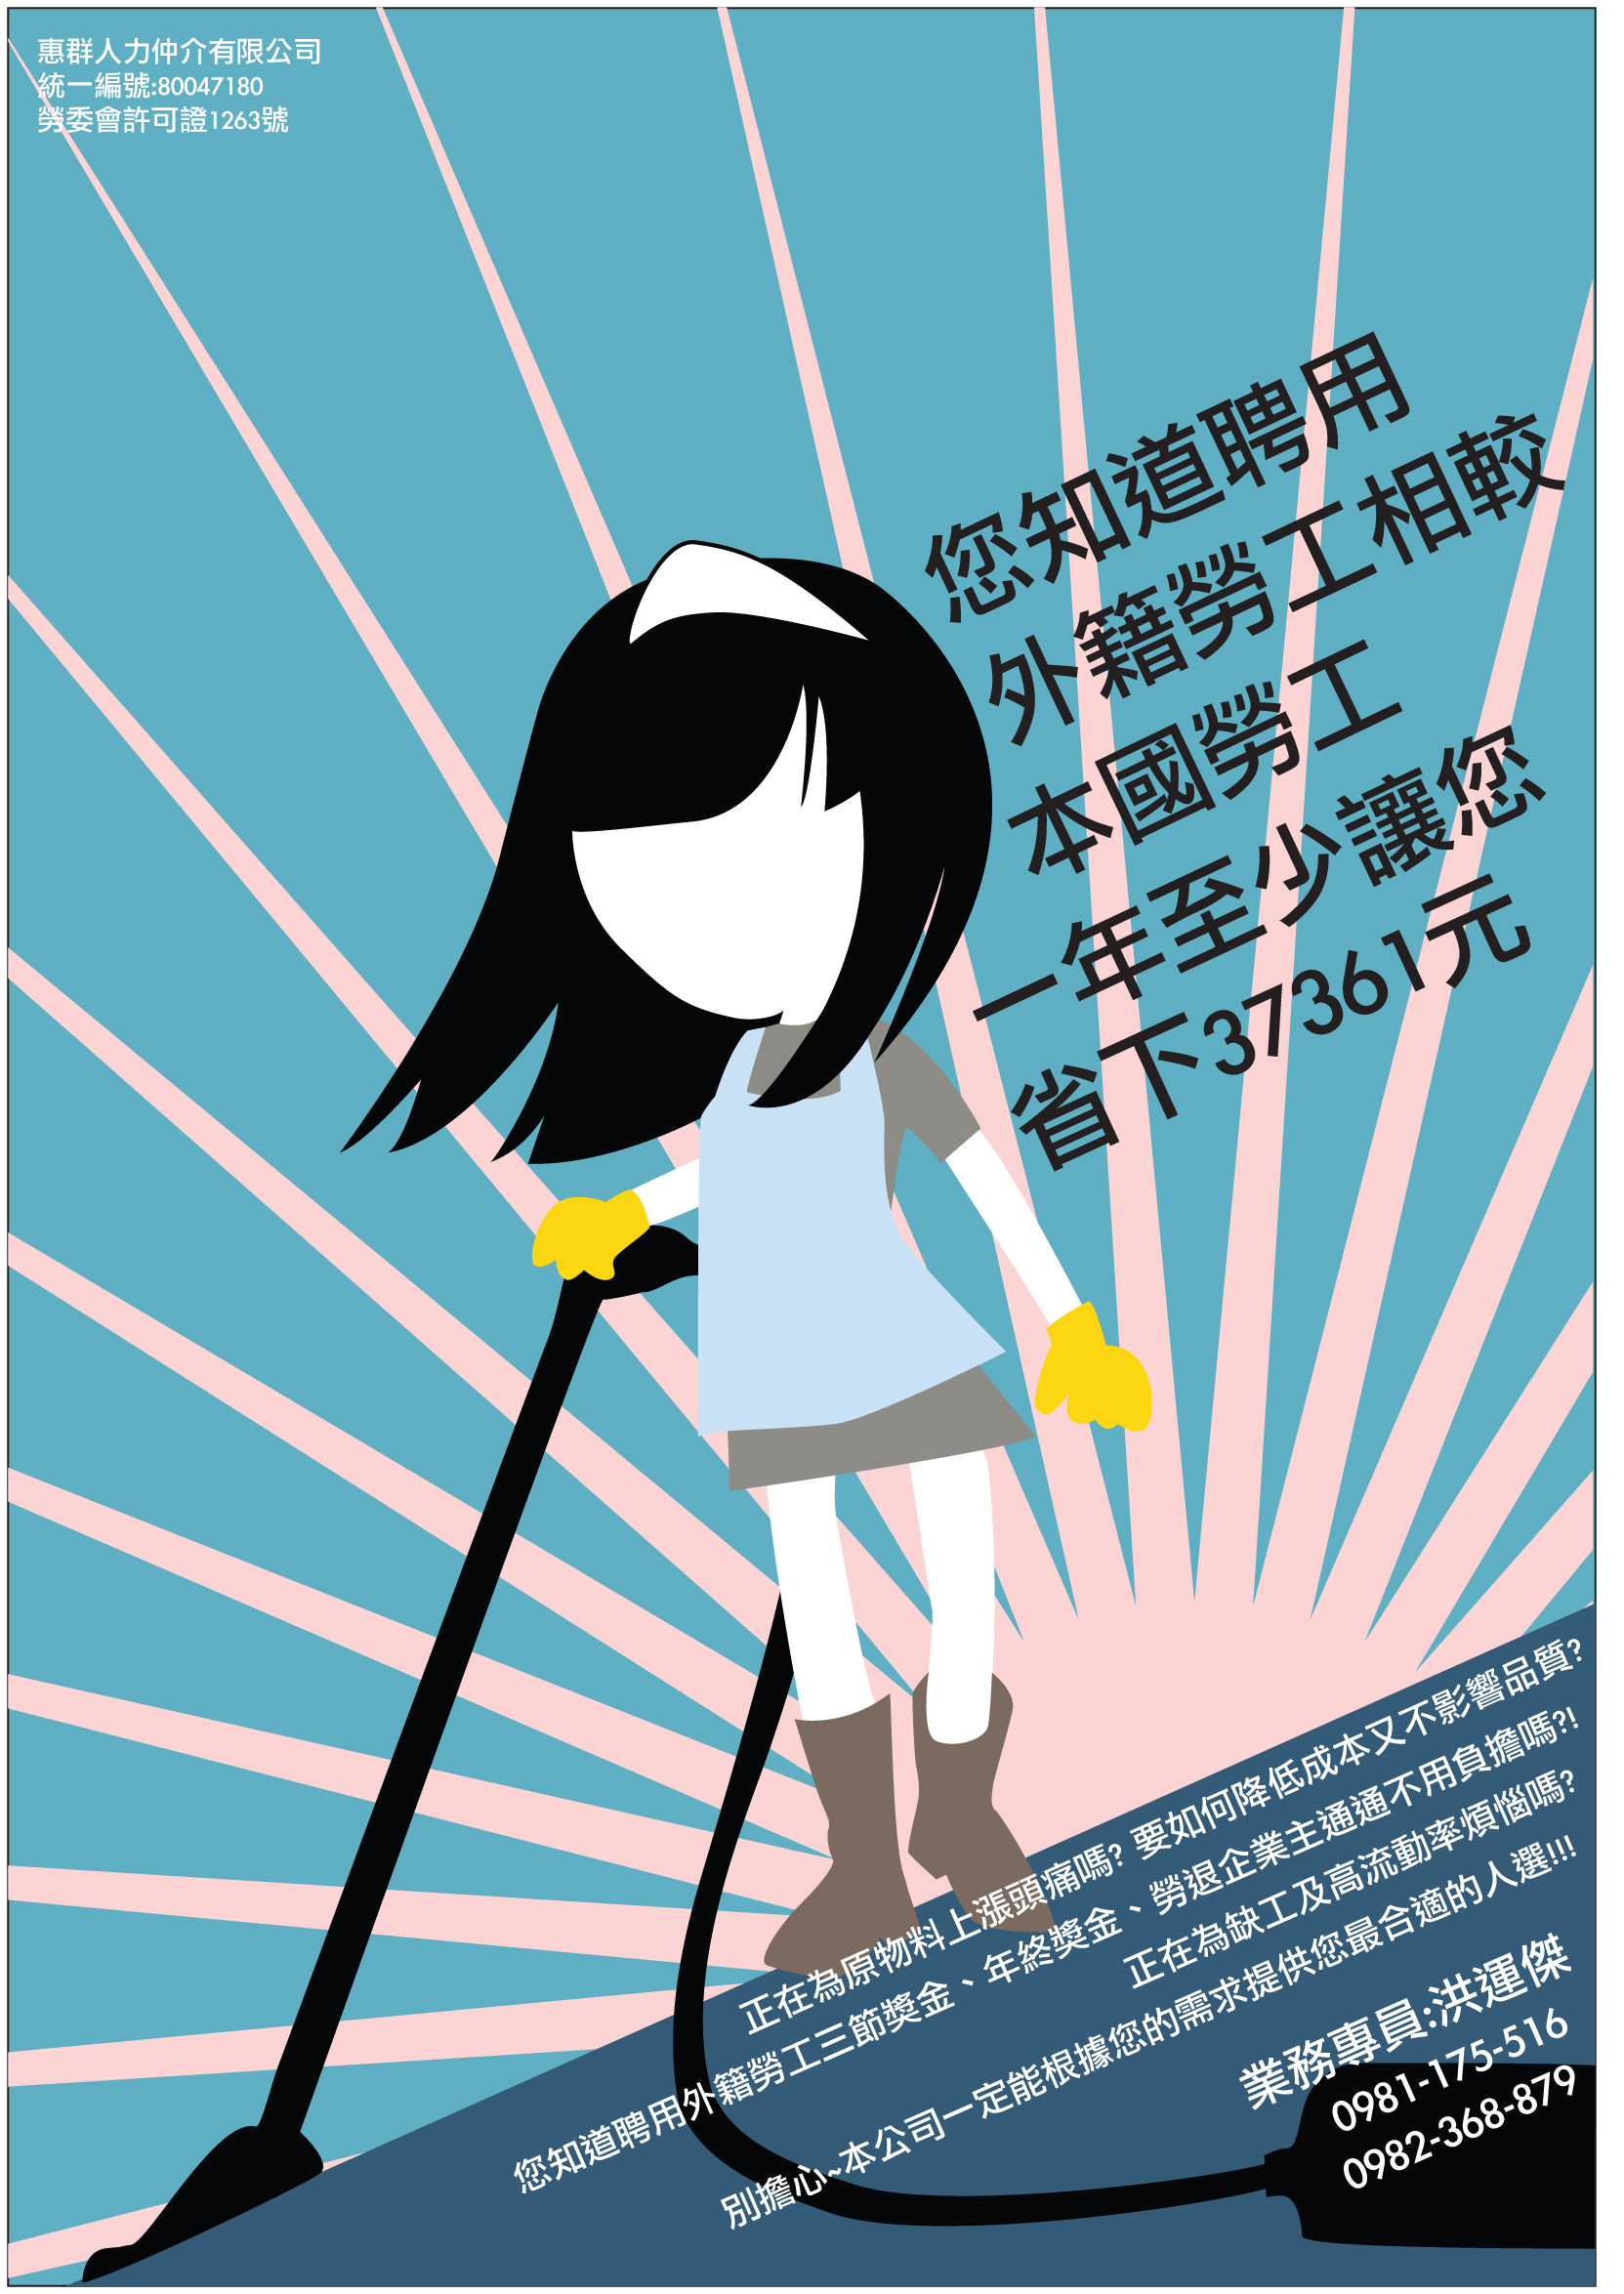 惠群人力仲介有限公司
統一編號:80047180
勞委會許可證1263號
您知道聘用
外籍勞工相較
本國勞工
一年至少讓您
省下37361元
正在為原物料上漲頭痛嗎? 要如何降低成本又不影響品質?
您知道聘用外籍勞工三節獎金、年終獎金、勞退企業主通通不用負擔嗎?!
正在為缺工及高流動率煩惱嗎?
別擔心~本公司一定能根據您的需求提供您最合適的人選!!!
業務專員:洪運傑
0981-175-516
0982-368-879